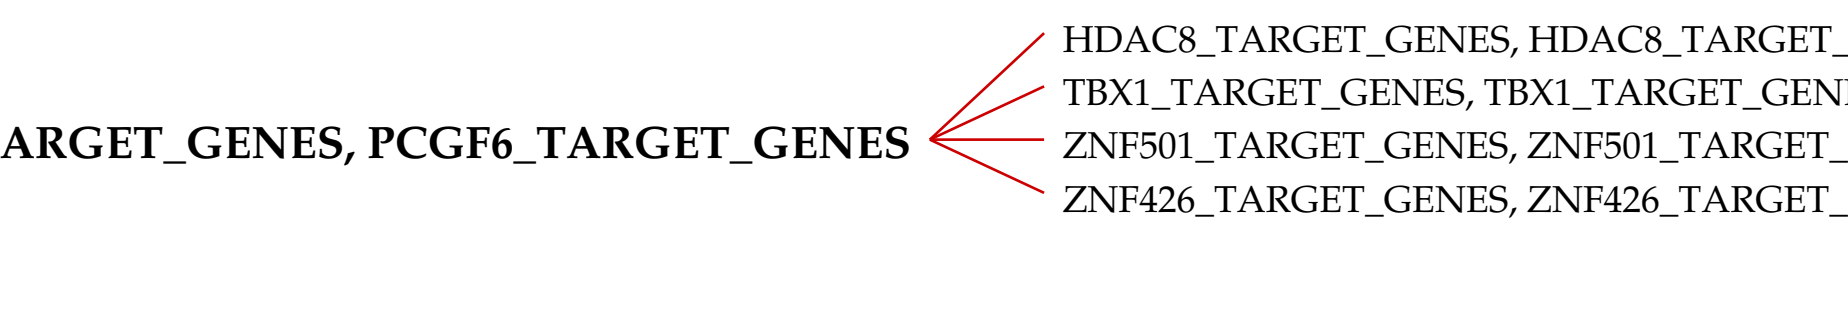 HDAC8_TARGET_GENES, HDAC8_TARGET_
TBX1_TARGET_GENES, TBX1_TARGET_GEN
ARGET_GENES, PCGF6_TARGET_GENES
ZNF501_TARGET_GENES, ZNF501_TARGET_
ZNF426_TARGET_GENES, ZNF426_TARGET_